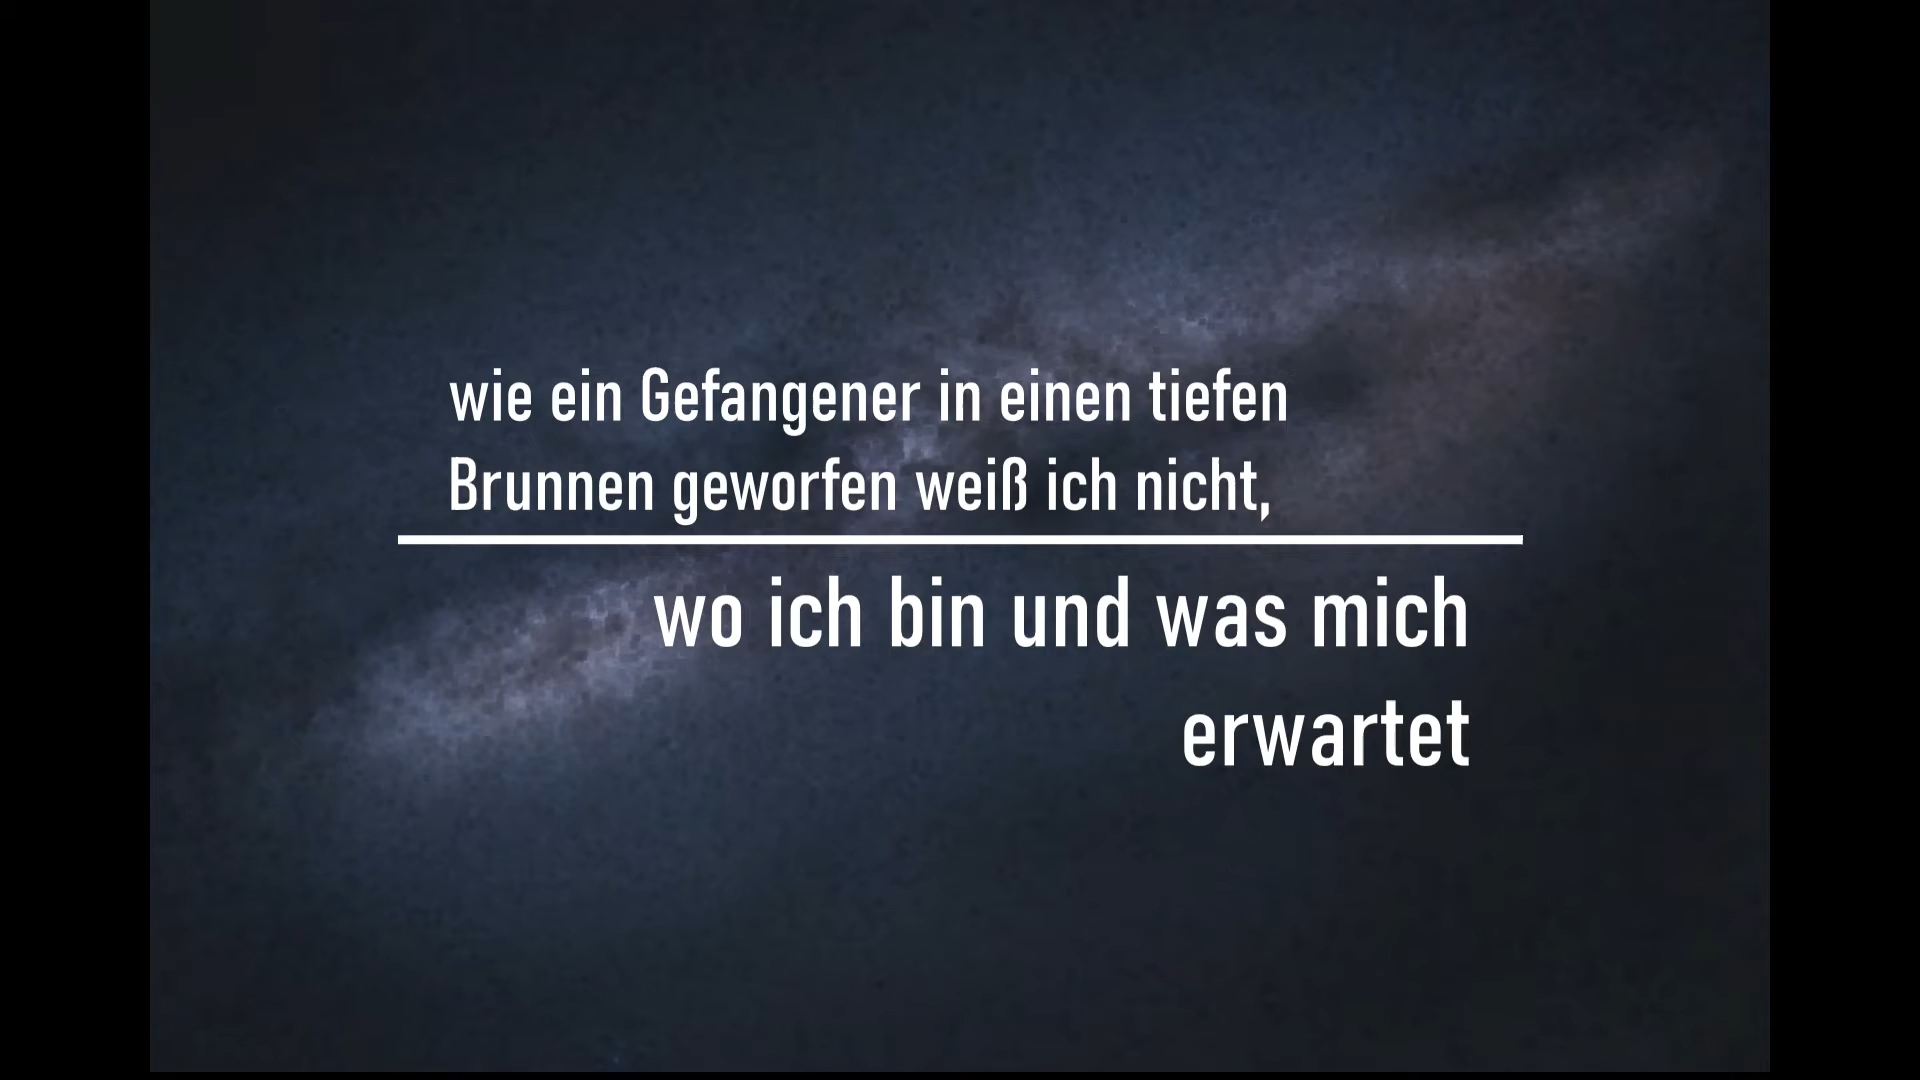 wie ein Gefangener in einen tiefen
Brunnen geworfen weiß ich nicht,
wo ich bin und was mich
erwartet